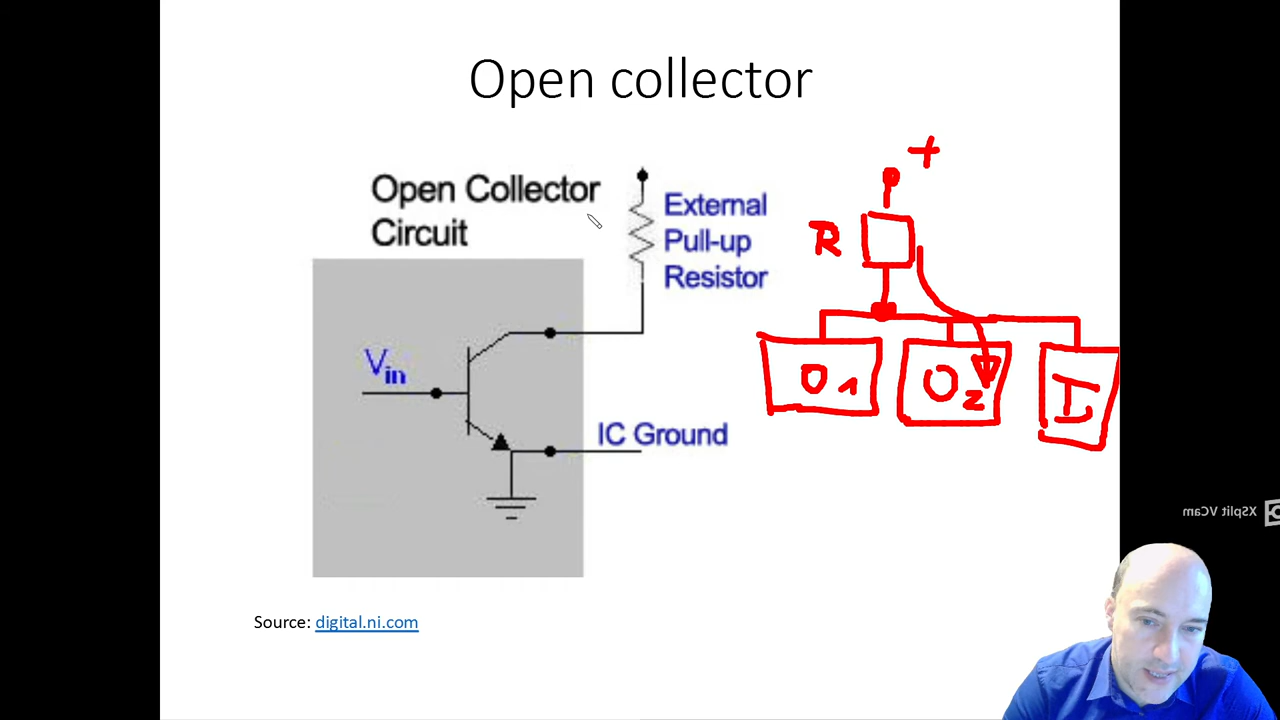 Open collector
Open Collector
Circuit
External
Pull-up
Resistor
Vin
IC Ground
+
R
O1
O2
I
XSplit VCam
Source: digital.ni.com